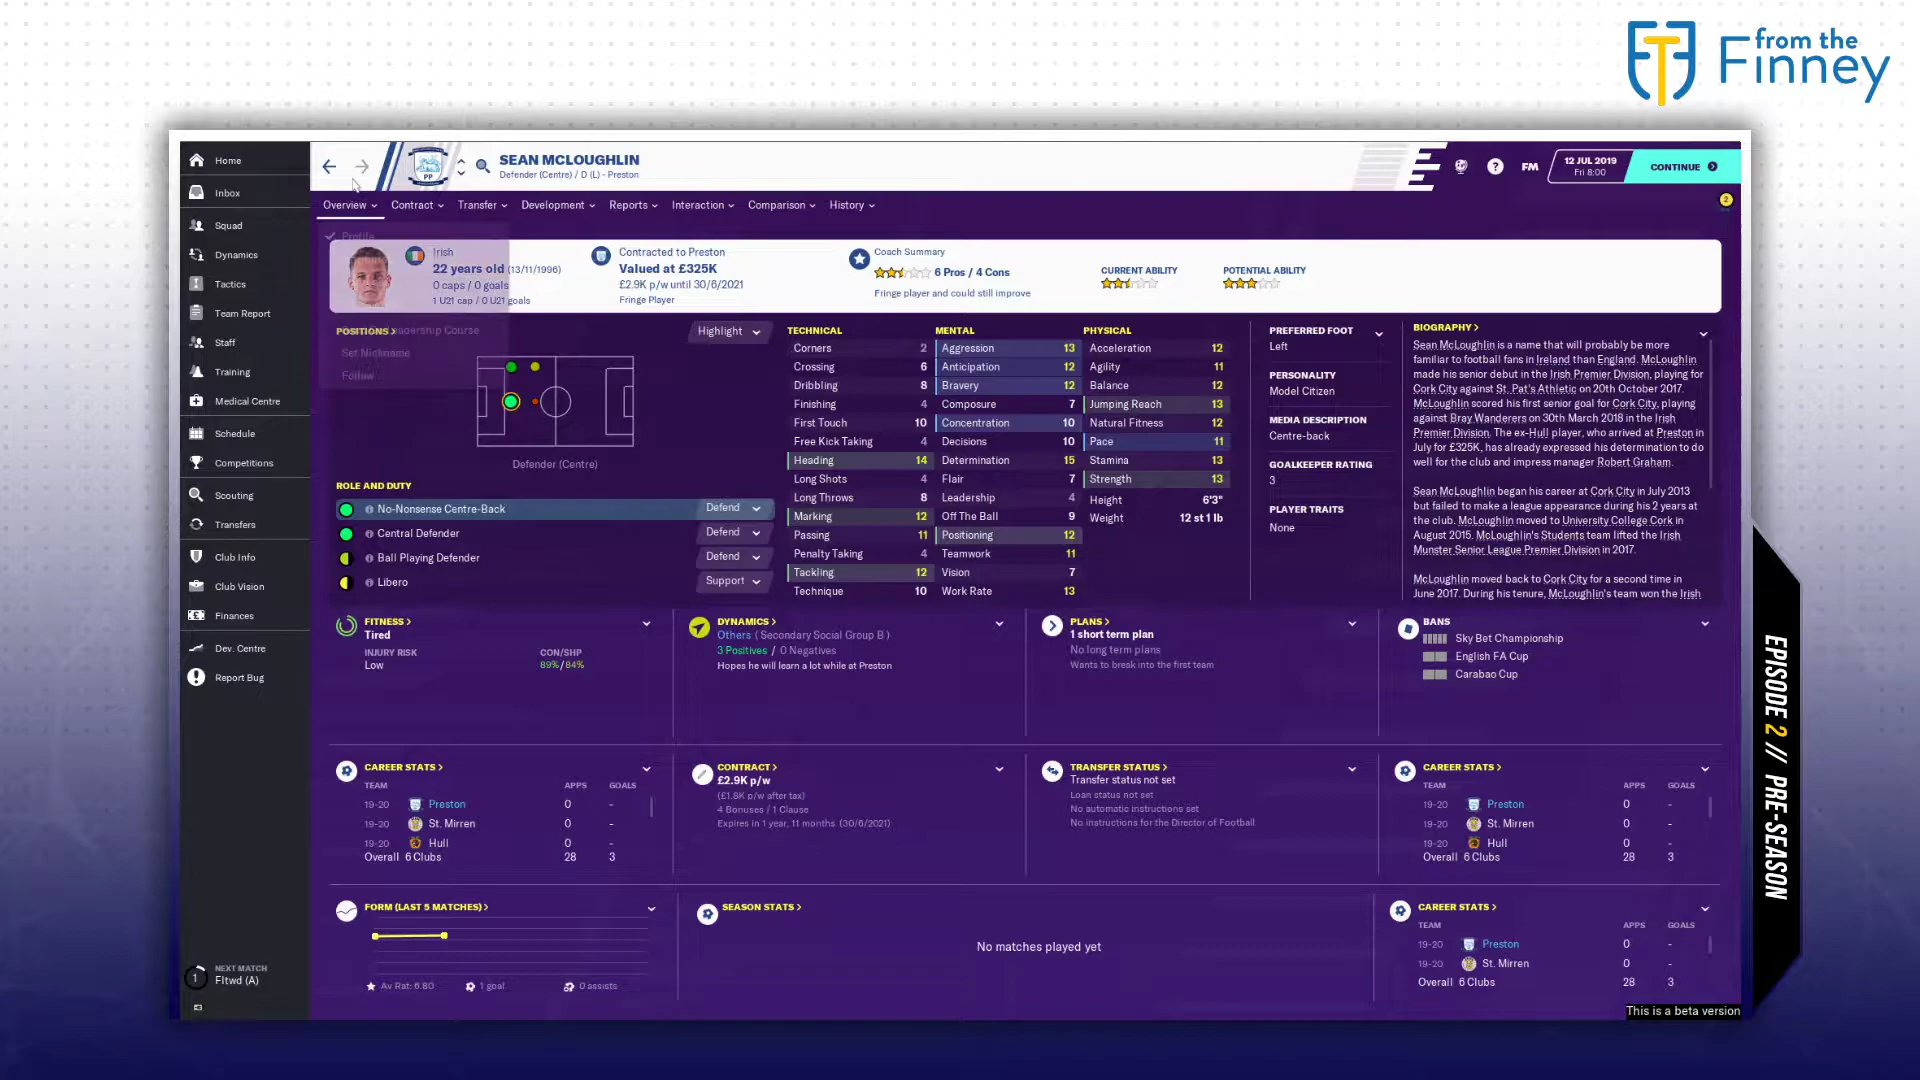 from the
Finney
Home
Inbox
Squad
Dynamics
Tactics
Team Report
Staff
Training
Medical Centre
Schedule
Competitions
Scouting
Transfers
Club Info
Club Vision
Finances
Dev. Centre
Report Bug
1
NEXT MATCH
Fltwd (A)
PP
SEAN MCLOUGHLIN
Defender (Centre) / D (L) - Preston
FM
12 JUL 2019
Fri 8:00
CONTINUE
Overview
Contract
Transfer
Development
Reports
Interaction
Comparison
History
2
Profile
Irish
22 years old (13/11/1996)
0 caps / 0 goals
1 U21 cap / 0 U21 goals
Contracted to Preston
Valued at £325K
£2.9K p/w until 30/6/2021
Fringe Player
Coach Summary
6 Pros / 4 Cons
Fringe player and could still improve
CURRENT ABILITY
POTENTIAL ABILITY
POSITIONS
Leadership Course
Set Nickname
Follow
Highlight
Defender (Centre)
ROLE AND DUTY
No-Nonsense Centre-Back Defend
Central Defender Defend
Ball Playing Defender Defend
Libero Support
TECHNICAL
Corners 2
Crossing 6
Dribbling 8
Finishing 4
First Touch 10
Free Kick Taking 4
Heading 14
Long Shots 4
Long Throws 8
Marking 12
Passing 11
Penalty Taking 4
Tackling 12
Technique 10
MENTAL
Aggression 13
Anticipation 12
Bravery 12
Composure 7
Concentration 10
Decisions 10
Determination 15
Flair 7
Leadership 4
Off The Ball 9
Positioning 12
Teamwork 11
Vision 7
Work Rate 13
PHYSICAL
Acceleration 12
Agility 11
Balance 12
Jumping Reach 13
Natural Fitness 12
Pace 11
Stamina 13
Strength 13
Height 6'3"
Weight 12 st 1 lb
PREFERRED FOOT
Left
PERSONALITY
Model Citizen
MEDIA DESCRIPTION
Centre-back
GOALKEEPER RATING
3
PLAYER TRAITS
None
BIOGRAPHY
Sean McLoughlin is a name that will probably be more
familiar to football fans in Ireland than England. McLoughlin
made his senior debut in the Irish Premier Division, playing for
Cork City against St. Pat's Athletic on 20th October 2017.
McLoughlin scored his first senior goal for Cork City, playing
against Bray Wanderers on 30th March 2018 in the Irish
Premier Division. The ex-Hull player, who arrived at Preston in
July for £325K, has already expressed his determination to do
well for the club and impress manager Robert Graham.
Sean McLoughlin began his career at Cork City in July 2013
but failed to make a league appearance during his 2 years at
the club. McLoughlin moved to University College Cork in
August 2015. McLoughlin's Students team lifted the Irish
Munster Senior League Premier Division in 2017.
McLoughlin moved back to Cork City for a second time in
June 2017. During his tenure, McLoughlin's team won the Irish
FITNESS
Tired
INJURY RISK
Low
CON/SHP
89%/84%
DYNAMICS
Others ( Secondary Social Group B )
3 Positives / 0 Negatives
Hopes he will learn a lot while at Preston
PLANS
1 short term plan
No long term plans
Wants to break into the first team
BANS
Sky Bet Championship
English FA Cup
Carabao Cup
CAREER STATS
TEAM APPS GOALS
19-20 Preston 0 -
19-20 St. Mirren 0 -
19-20 Hull 0 -
Overall 6 Clubs 28 3
CONTRACT
£2.9K p/w
(£1.8K p/w after tax)
4 Bonuses / 1 Clause
Expires in 1 year, 11 months (30/6/2021)
TRANSFER STATUS
Transfer status not set
Loan status not set
No automatic instructions set
No instructions for the Director of Football
CAREER STATS
TEAM APPS GOALS
19-20 Preston 0 -
19-20 St. Mirren 0 -
19-20 Hull 0 -
Overall 6 Clubs 28 3
FORM (LAST 5 MATCHES)
Av Rat: 6.80 1 goal 0 assists
SEASON STATS
No matches played yet
CAREER STATS
TEAM APPS GOALS
19-20 Preston 0 -
19-20 St. Mirren 0 -
Overall 6 Clubs 28 3
This is a beta version
EPISODE 2 // PRE-SEASON